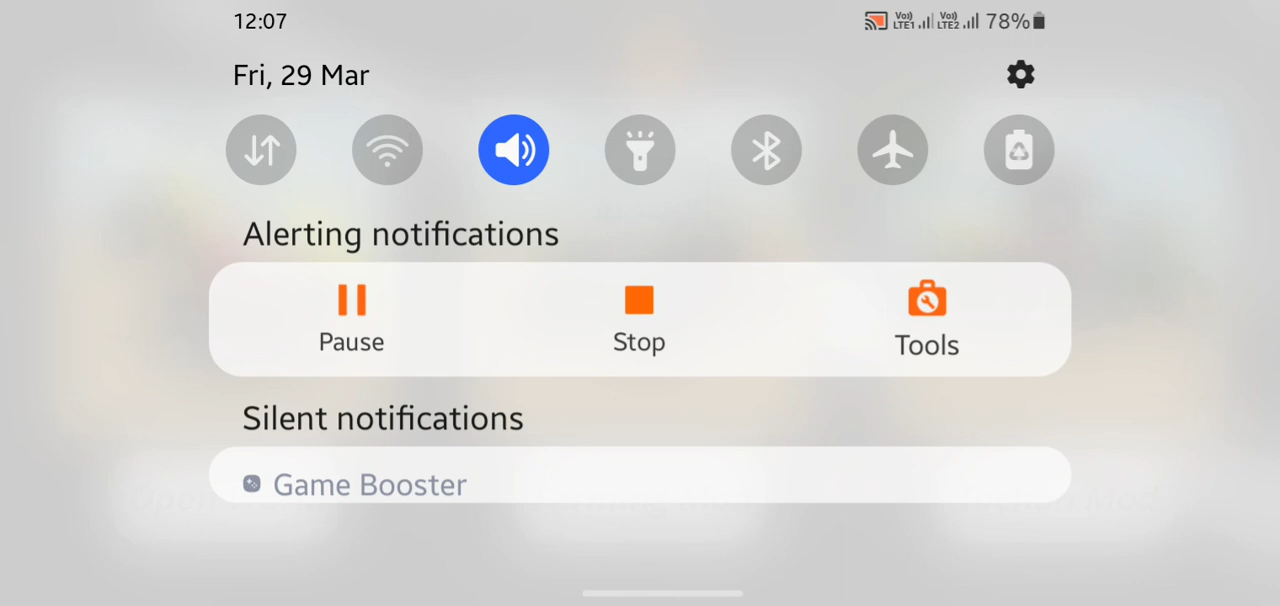 12:07
Vo)) LTE1 Vo)) LTE2 78%
Fri, 29 Mar
Alerting notifications
Pause Stop Tools
Silent notifications
Game Booster